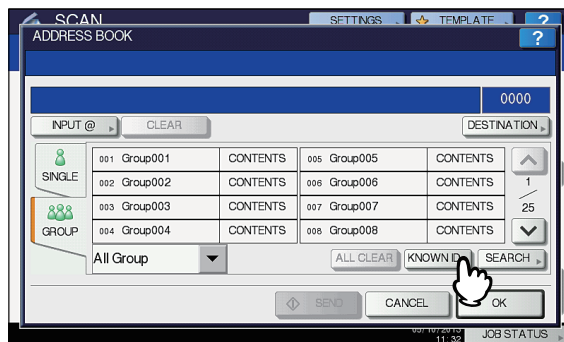 SCAN SETTINGS TEMPLATE ?
ADDRESS BOOK ?
0000
INPUT @ CLEAR DESTINATION
SINGLE
GROUP
001 Group001 CONTENTS 005 Group005 CONTENTS
002 Group002 CONTENTS 006 Group006 CONTENTS
003 Group003 CONTENTS 007 Group007 CONTENTS
004 Group004 CONTENTS 008 Group008 CONTENTS
1
25
All Group ALL CLEAR KNOWN ID SEARCH
SEND CANCEL OK
11:32 JOB STATUS